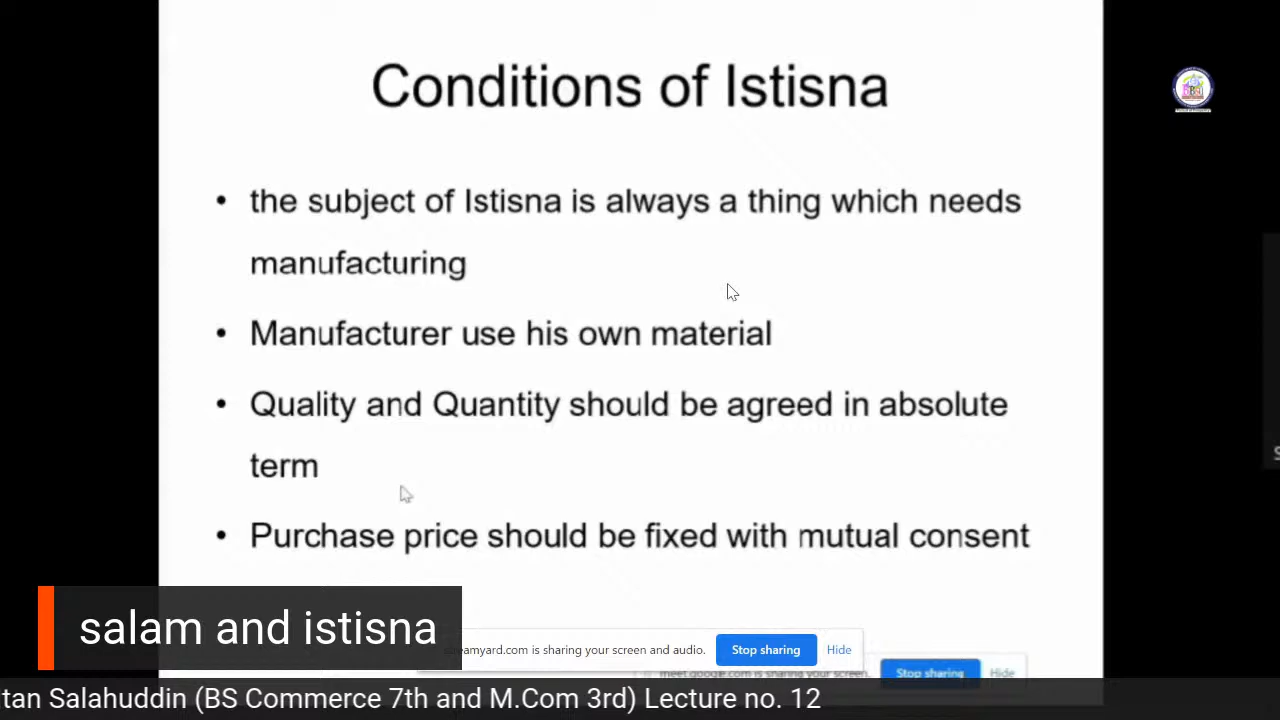 Conditions of Istisna
• the subject of Istisna is always a thing which needs
manufacturing
• Manufacturer use his own material
• Quality and Quantity should be agreed in absolute
term
• Purchase price should be fixed with mutual consent
salam and istisna
is sharing your screen and audio. Stop sharing Hide
meet.google.com is sharing your screen. Stop sharing Hide
tan Salahuddin (BS Commerce 7th and M.Com 3rd) Lecture no. 12